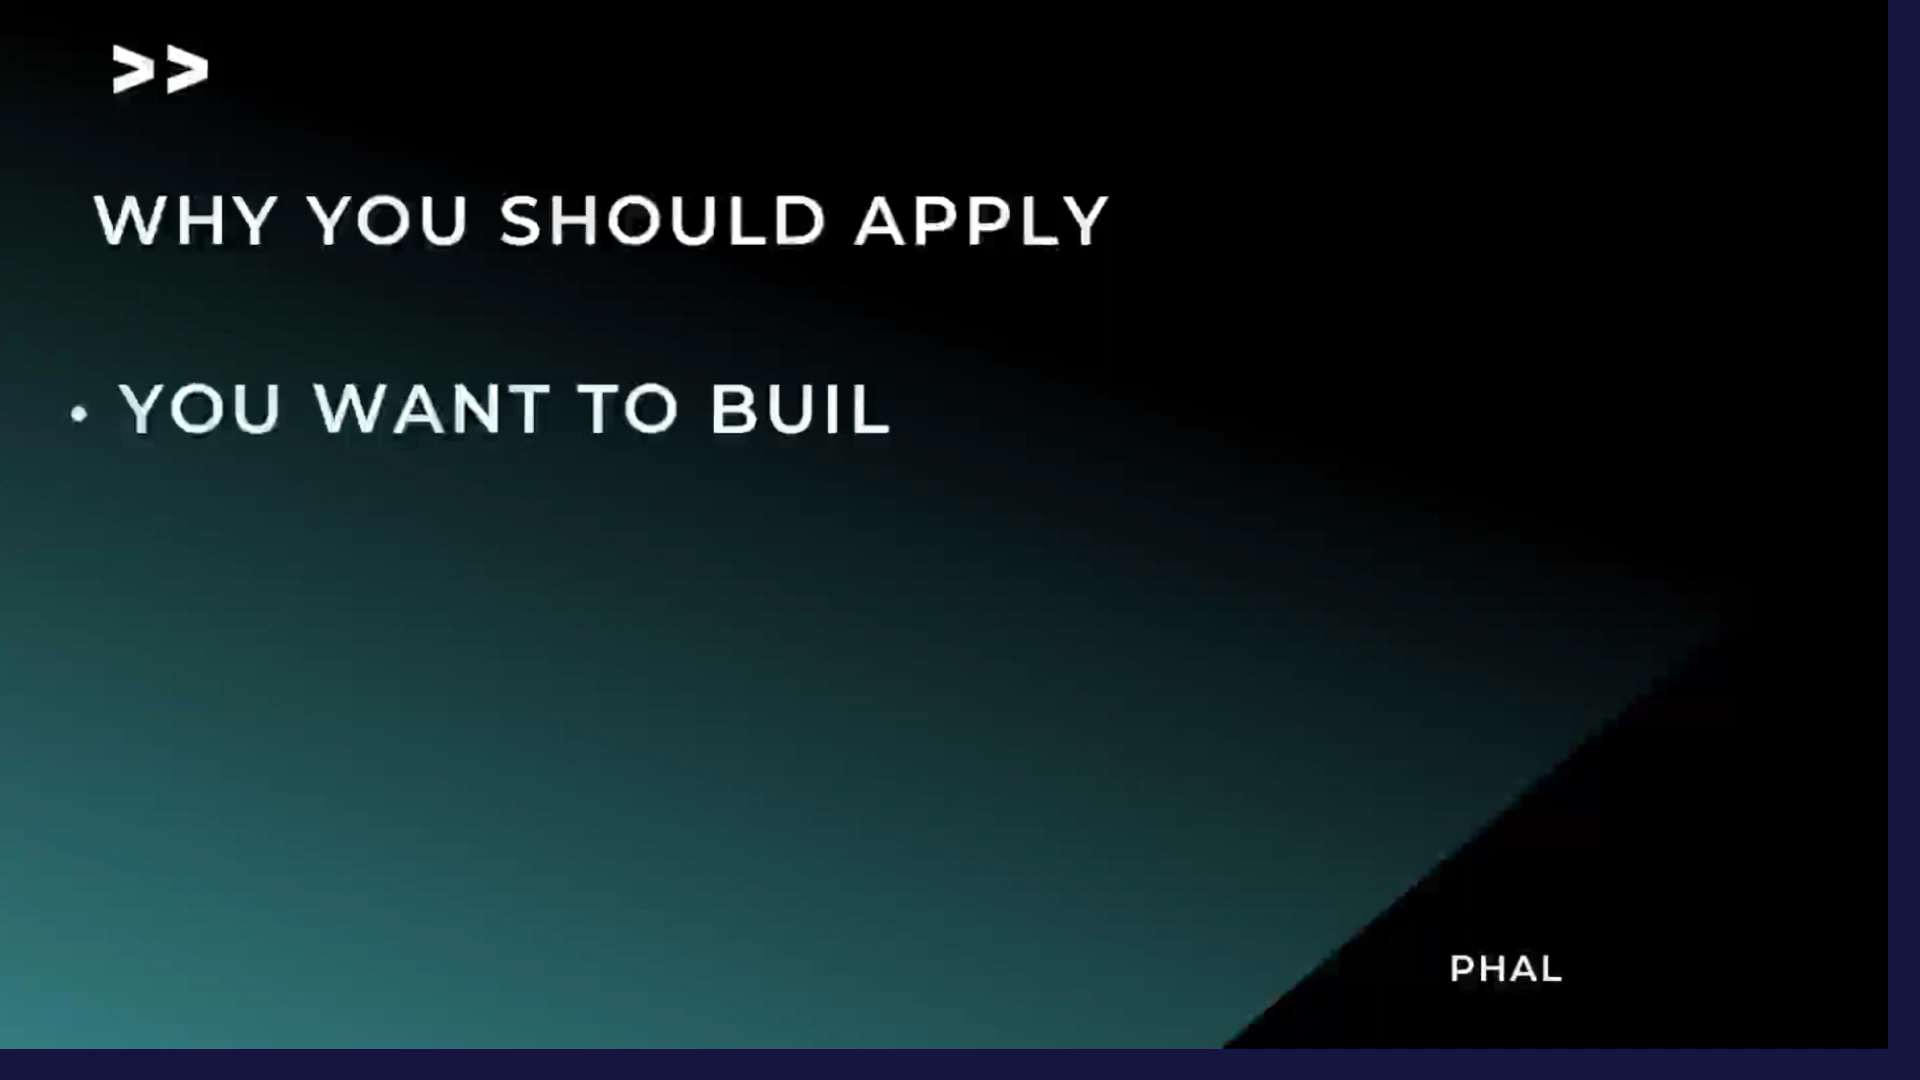 >>
WHY YOU SHOULD APPLY
• YOU WANT TO BUIL
PHAL